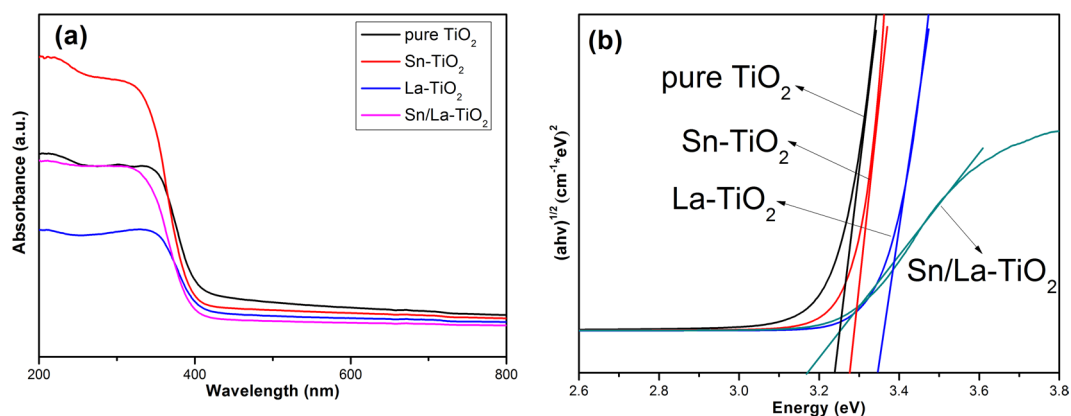 (a)
pure TiO₂
Sn-TiO₂
La-TiO₂
Sn/La-TiO₂
Absorbance (a.u.)
200 400 600 800
Wavelength (nm)
(b)
pure TiO₂
Sn-TiO₂
La-TiO₂
Sn/La-TiO₂
(ahv)¹/² (cm⁻¹*eV)²
2.6 2.8 3.0 3.2 3.4 3.6 3.8
Energy (eV)